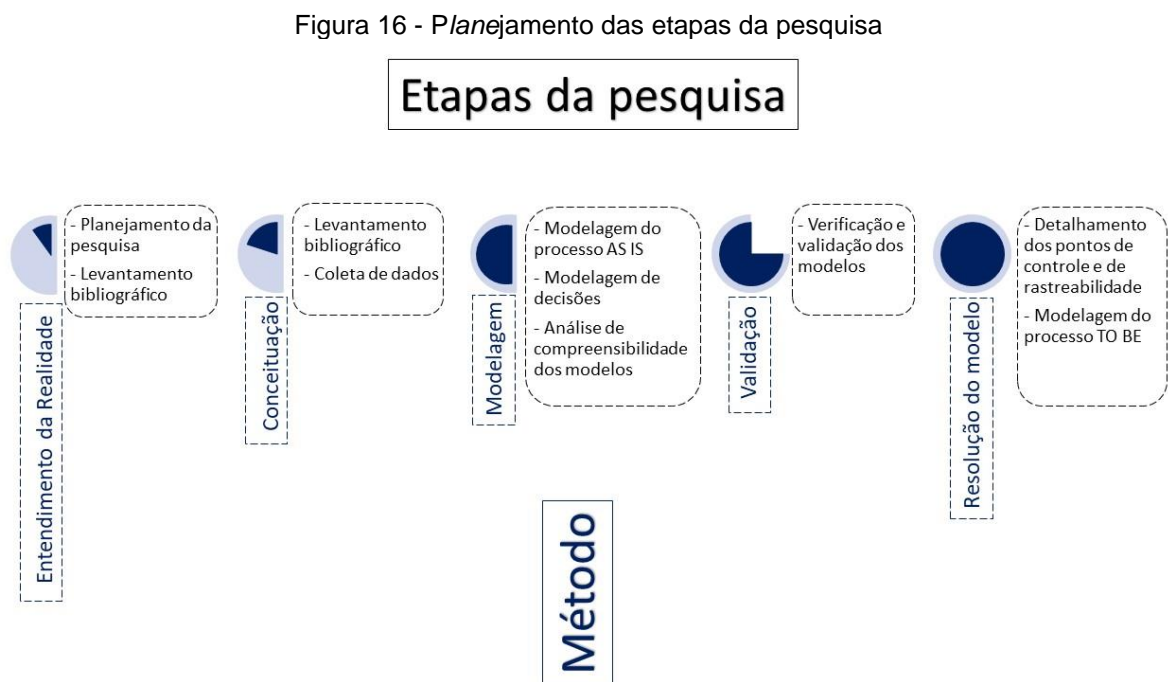 Figura 16 - Planejamento das etapas da pesquisa
Etapas da pesquisa
- Planejamento da
pesquisa
- Levantamento
bibliográfico
Entendimento da Realidade
- Levantamento
bibliográfico
- Coleta de dados
Conceituação
- Modelagem do
processo AS IS
- Modelagem de
decisões
- Análise de
compreensibilidade
dos modelos
Modelagem
- Verificação e
validação dos
modelos
Validação
- Detalhamento
dos pontos de
controle e de
rastreabilidade
- Modelagem do
processo TO BE
Resolução do modelo
Método